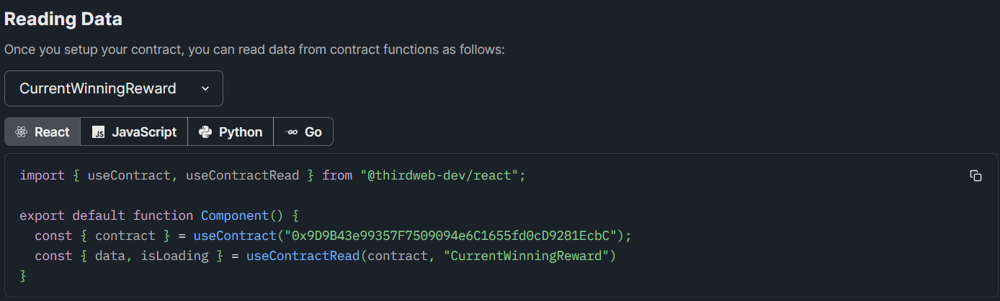 Reading Data
Once you setup your contract, you can read data from contract functions as follows:
CurrentWinningReward
React JS JavaScript Python GO Go
import { useContract, useContractRead } from "@thirdweb-dev/react";
export default function Component() {
  const { contract } = useContract("0x9D9B43e99357F7509094e6C1655fd0cD9281EcbC");
  const { data, isLoading } = useContractRead(contract, "CurrentWinningReward")
}